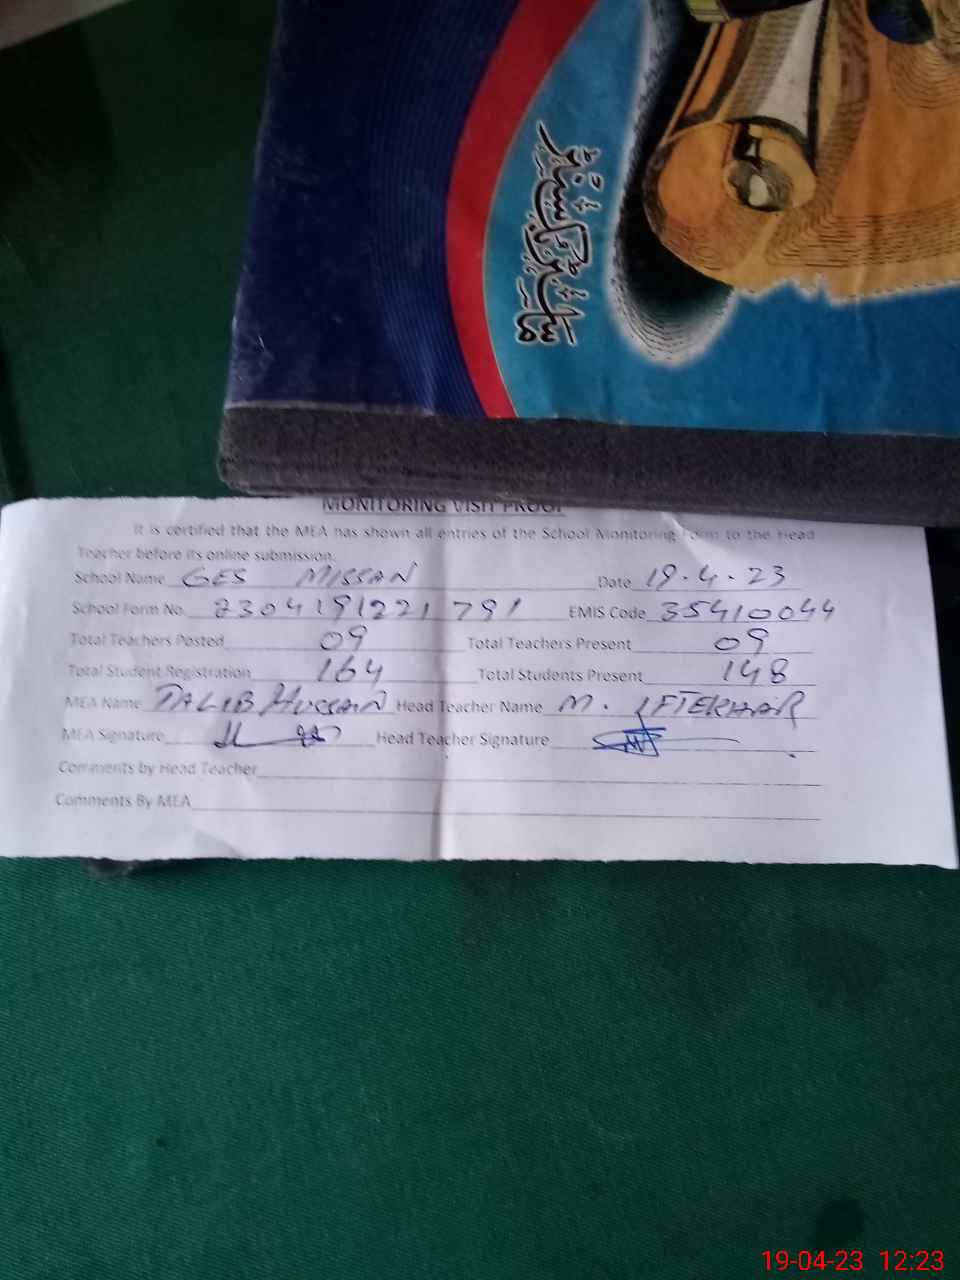 MONITORING VISIT PROOF
It is certified that the MEA has shown all entries of the School Monitoring Form to the Head
Teacher before its online submission.
School Name GES MISSAN Date 19.4.23
School Form No. 2304191221791 EMIS Code 35410044
Total Teachers Posted 09 Total Teachers Present 09
Total Student Registration 164 Total Students Present 148
MEA Name TALIB HUSSAIN Head Teacher Name M. IFTEKHAR
MEA Signature Head Teacher Signature
Comments by Head Teacher
Comments By MEA
19-04-23 12:23